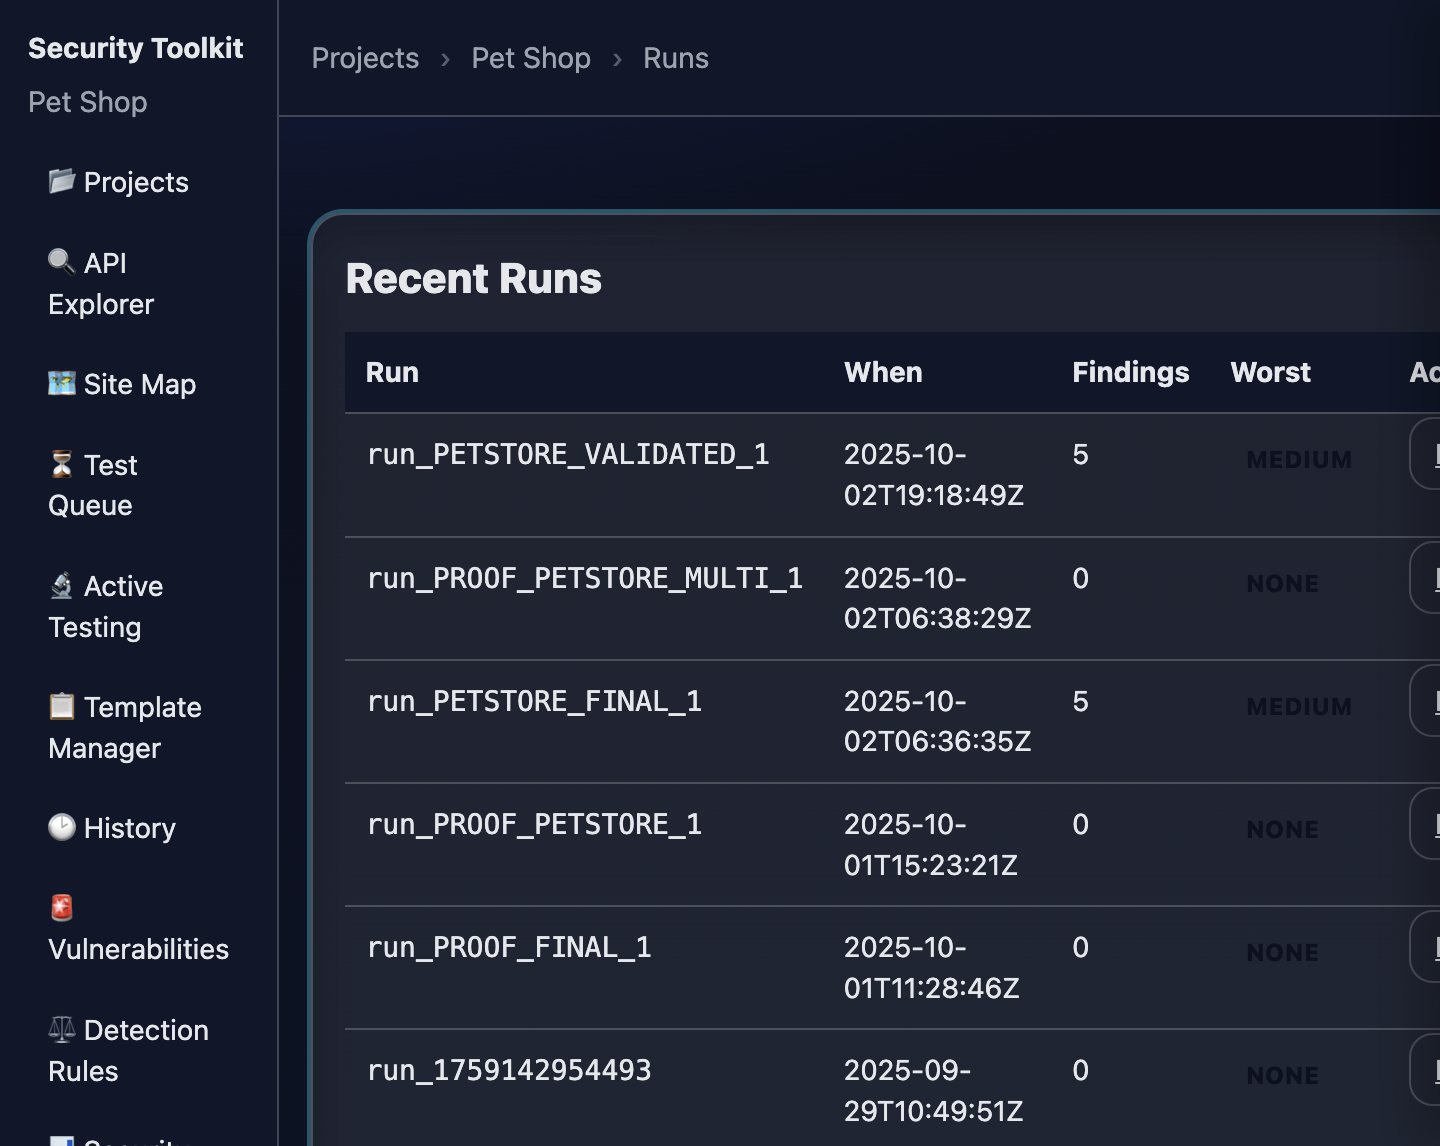 Security Toolkit
Pet Shop
Projects
API
Explorer
Site Map
Test
Queue
Active
Testing
Template
Manager
History
Vulnerabilities
Detection
Rules
Security
Projects › Pet Shop › Runs
Recent Runs
Run When Findings Worst
run_PETSTORE_VALIDATED_1 2025-10- 5 MEDIUM
02T19:18:49Z
run_PROOF_PETSTORE_MULTI_1 2025-10- 0 NONE
02T06:38:29Z
run_PETSTORE_FINAL_1 2025-10- 5 MEDIUM
02T06:36:35Z
run_PROOF_PETSTORE_1 2025-10- 0 NONE
01T15:23:21Z
run_PROOF_FINAL_1 2025-10- 0 NONE
01T11:28:46Z
run_1759142954493 2025-09- 0 NONE
29T10:49:51Z